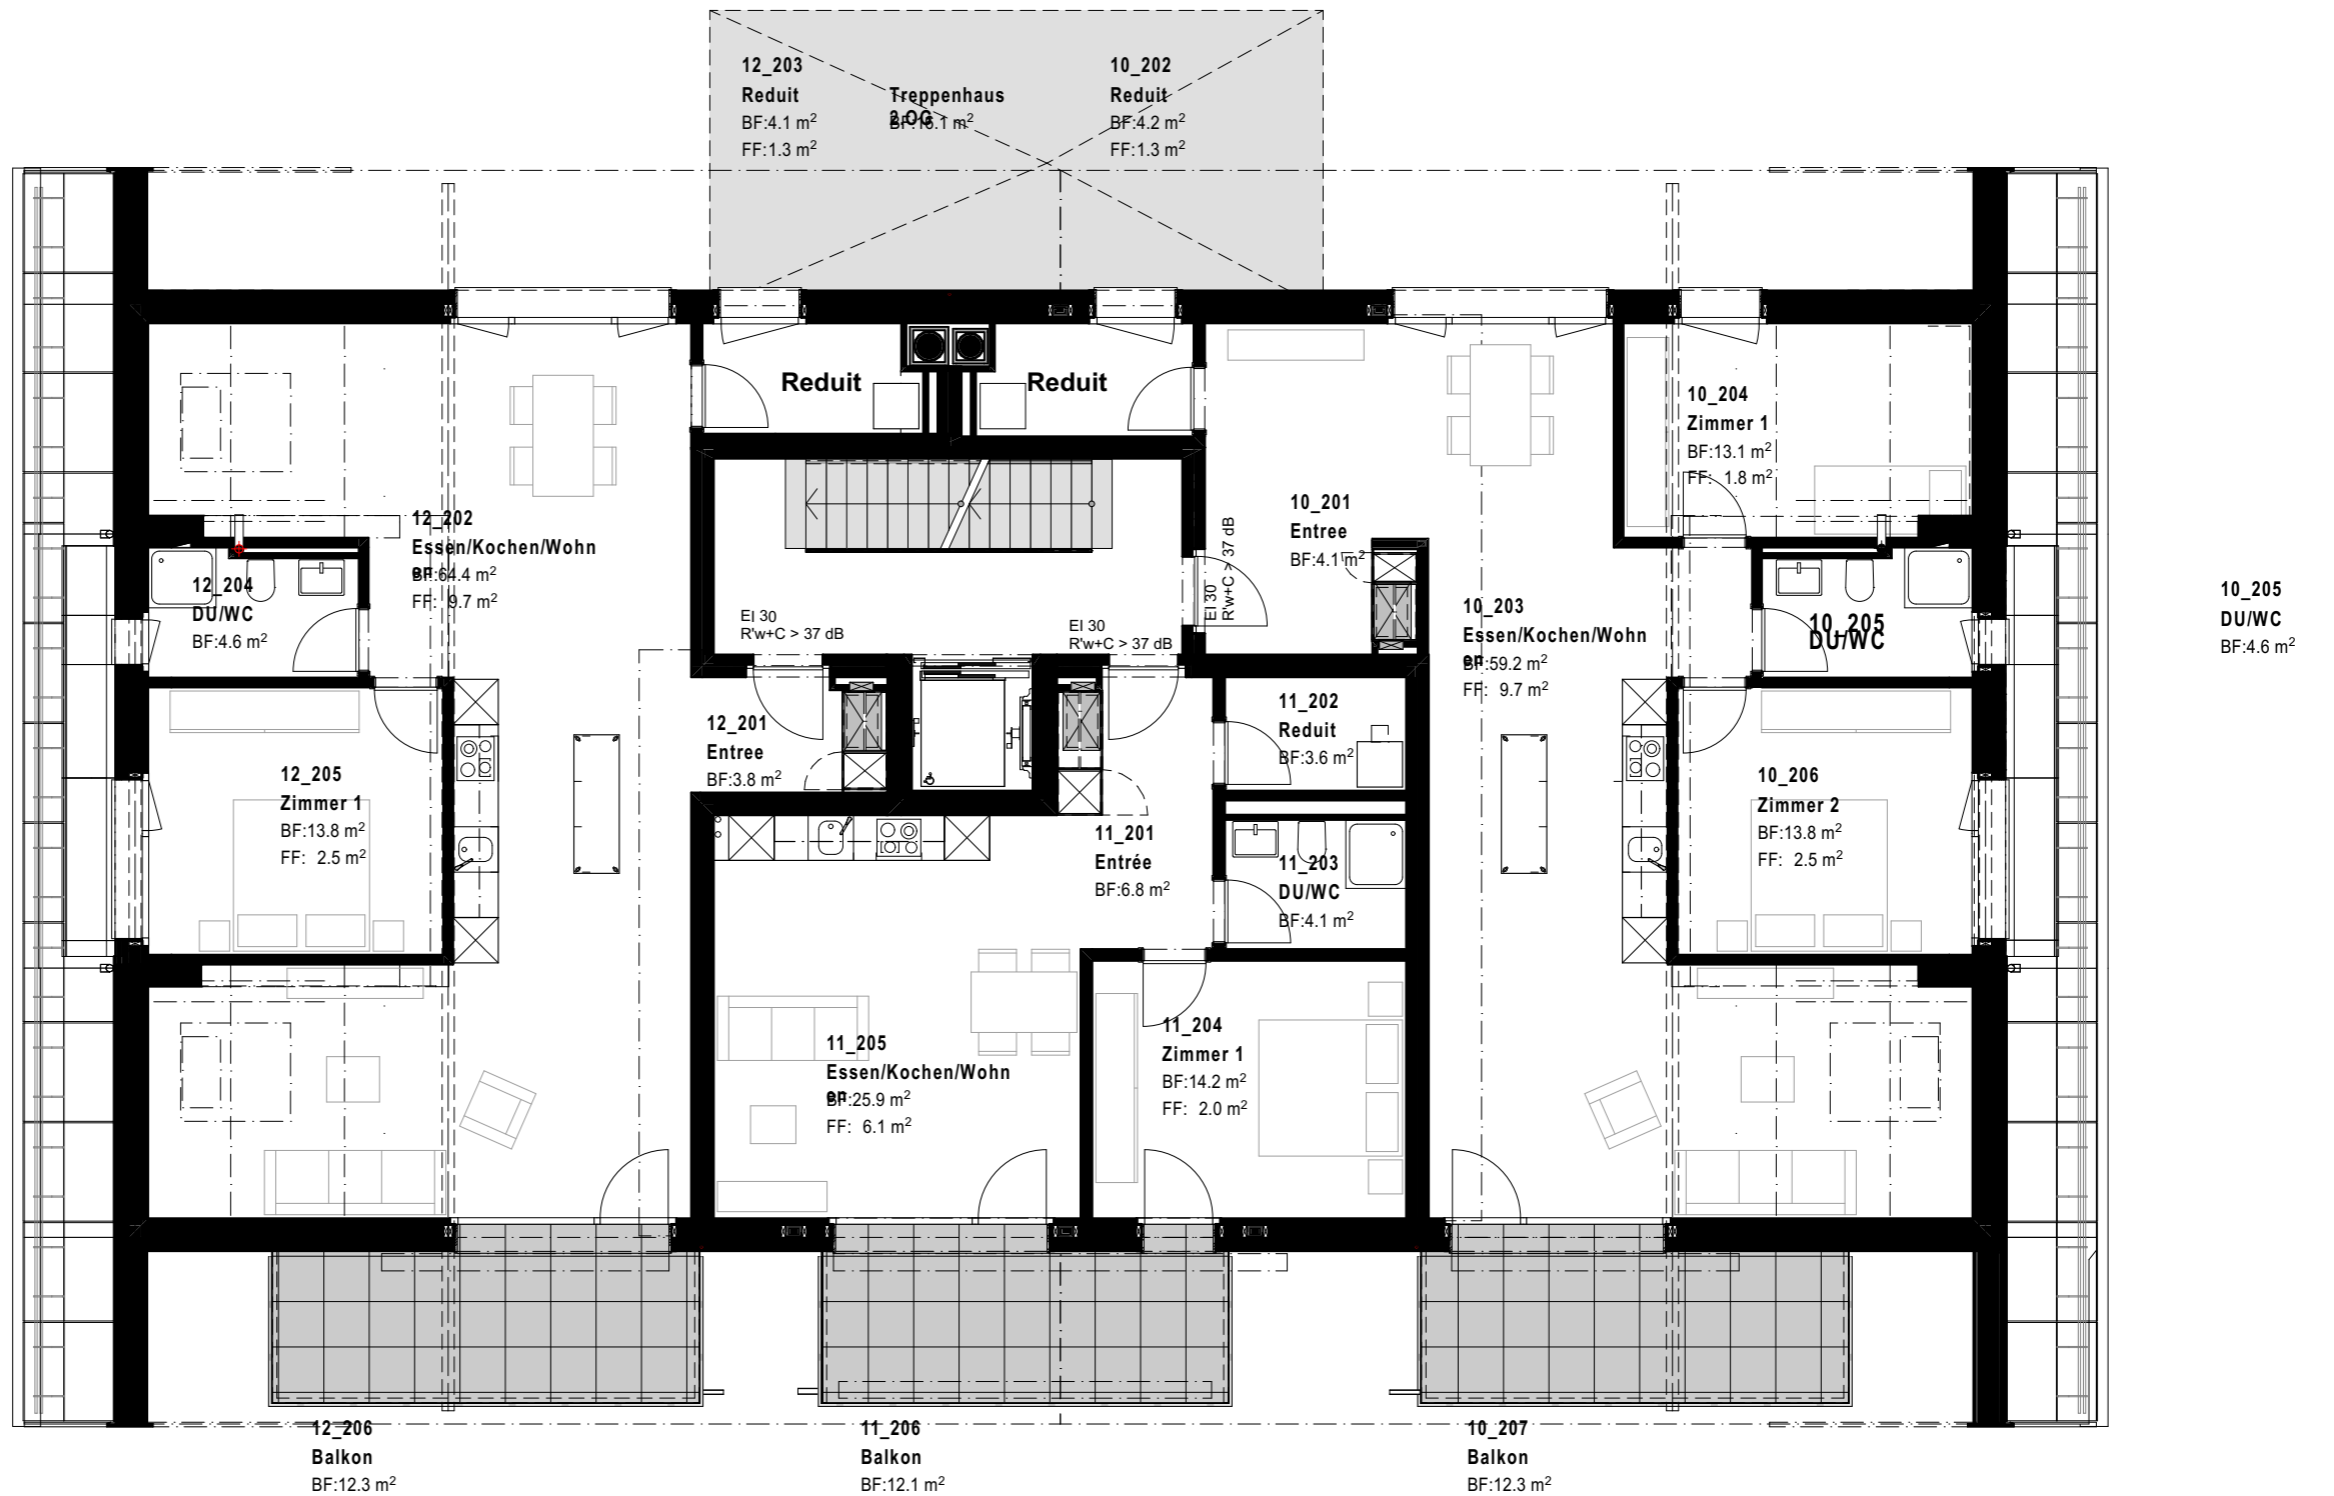 12_203
Reduit
BF:4.1 m²
FF:1.3 m²
Treppenhaus
2.OG
BF:16.1 m²
10_202
Reduit
BF:4.2 m²
FF:1.3 m²
Reduit
Reduit
10_204
Zimmer 1
BF:13.1 m²
FF: 1.8 m²
12_202
Essen/Kochen/Wohn
en
BF:64.4 m²
FF: 9.7 m²
10_201
Entree
BF:4.1 m²
EI 30
R'w+C > 37 dB
12_204
DU/WC
BF:4.6 m²
EI 30
R'w+C > 37 dB
EI 30
R'w+C > 37 dB
10_203
Essen/Kochen/Wohn
en
BF:59.2 m²
FF: 9.7 m²
10_205
DU/WC
10_205
DU/WC
BF:4.6 m²
12_201
Entree
BF:3.8 m²
11_202
Reduit
BF:3.6 m²
12_205
Zimmer 1
BF:13.8 m²
FF: 2.5 m²
10_206
Zimmer 2
BF:13.8 m²
FF: 2.5 m²
11_201
Entrée
BF:6.8 m²
11_203
DU/WC
BF:4.1 m²
11_205
Essen/Kochen/Wohn
en
BF:25.9 m²
FF: 6.1 m²
11_204
Zimmer 1
BF:14.2 m²
FF: 2.0 m²
12_206
Balkon
BF:12.3 m²
11_206
Balkon
BF:12.1 m²
10_207
Balkon
BF:12.3 m²